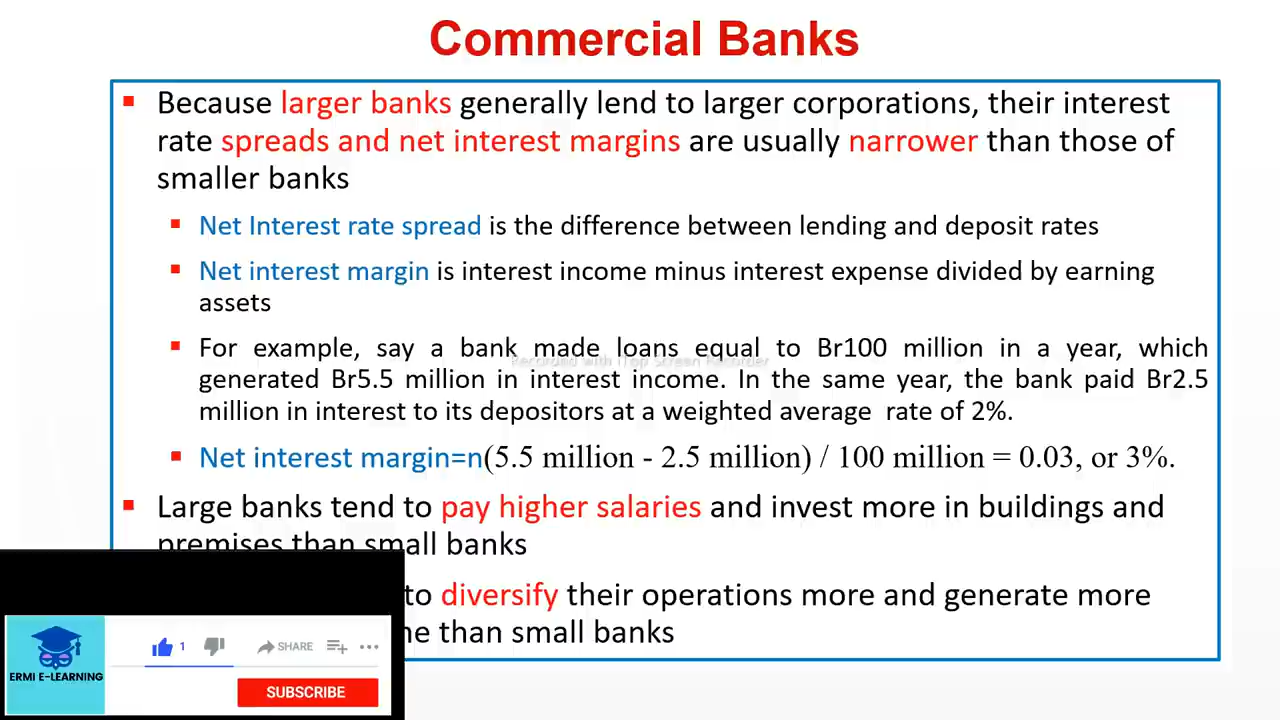 Commercial Banks
Because larger banks generally lend to larger corporations, their interest
rate spreads and net interest margins are usually narrower than those of
smaller banks
Net Interest rate spread is the difference between lending and deposit rates
Net interest margin is interest income minus interest expense divided by earning
assets
For example, say a bank made loans equal to Br100 million in a year, which
Recorded with iTop Screen Recorder
generated Br5.5 million in interest income. In the same year, the bank paid Br2.5
million in interest to its depositors at a weighted average rate of 2%.
Net interest margin=n(5.5 million - 2.5 million) / 100 million = 0.03, or 3%.
Large banks tend to pay higher salaries and invest more in buildings and
premises than small banks
to diversify their operations more and generate more
than small banks
1 SHARE
ERMI E-LEARNING
SUBSCRIBE